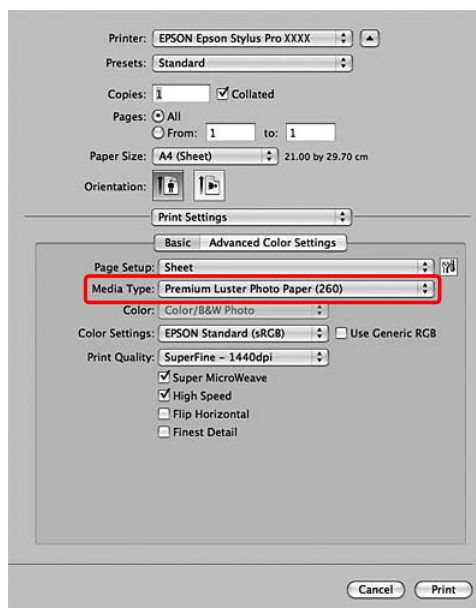 Printer: EPSON Epson Stylus Pro XXXX
Presets: Standard
Copies: 1 Collated
Pages: All
From: 1 to: 1
Paper Size: A4 (Sheet) 21.00 by 29.70 cm
Orientation:
Print Settings
Basic Advanced Color Settings
Page Setup: Sheet
Media Type: Premium Luster Photo Paper (260)
Color: Color/B&W Photo
Color Settings: EPSON Standard (sRGB) Use Generic RGB
Print Quality: SuperFine – 1440dpi
Super MicroWeave
High Speed
Flip Horizontal
Finest Detail
Cancel Print